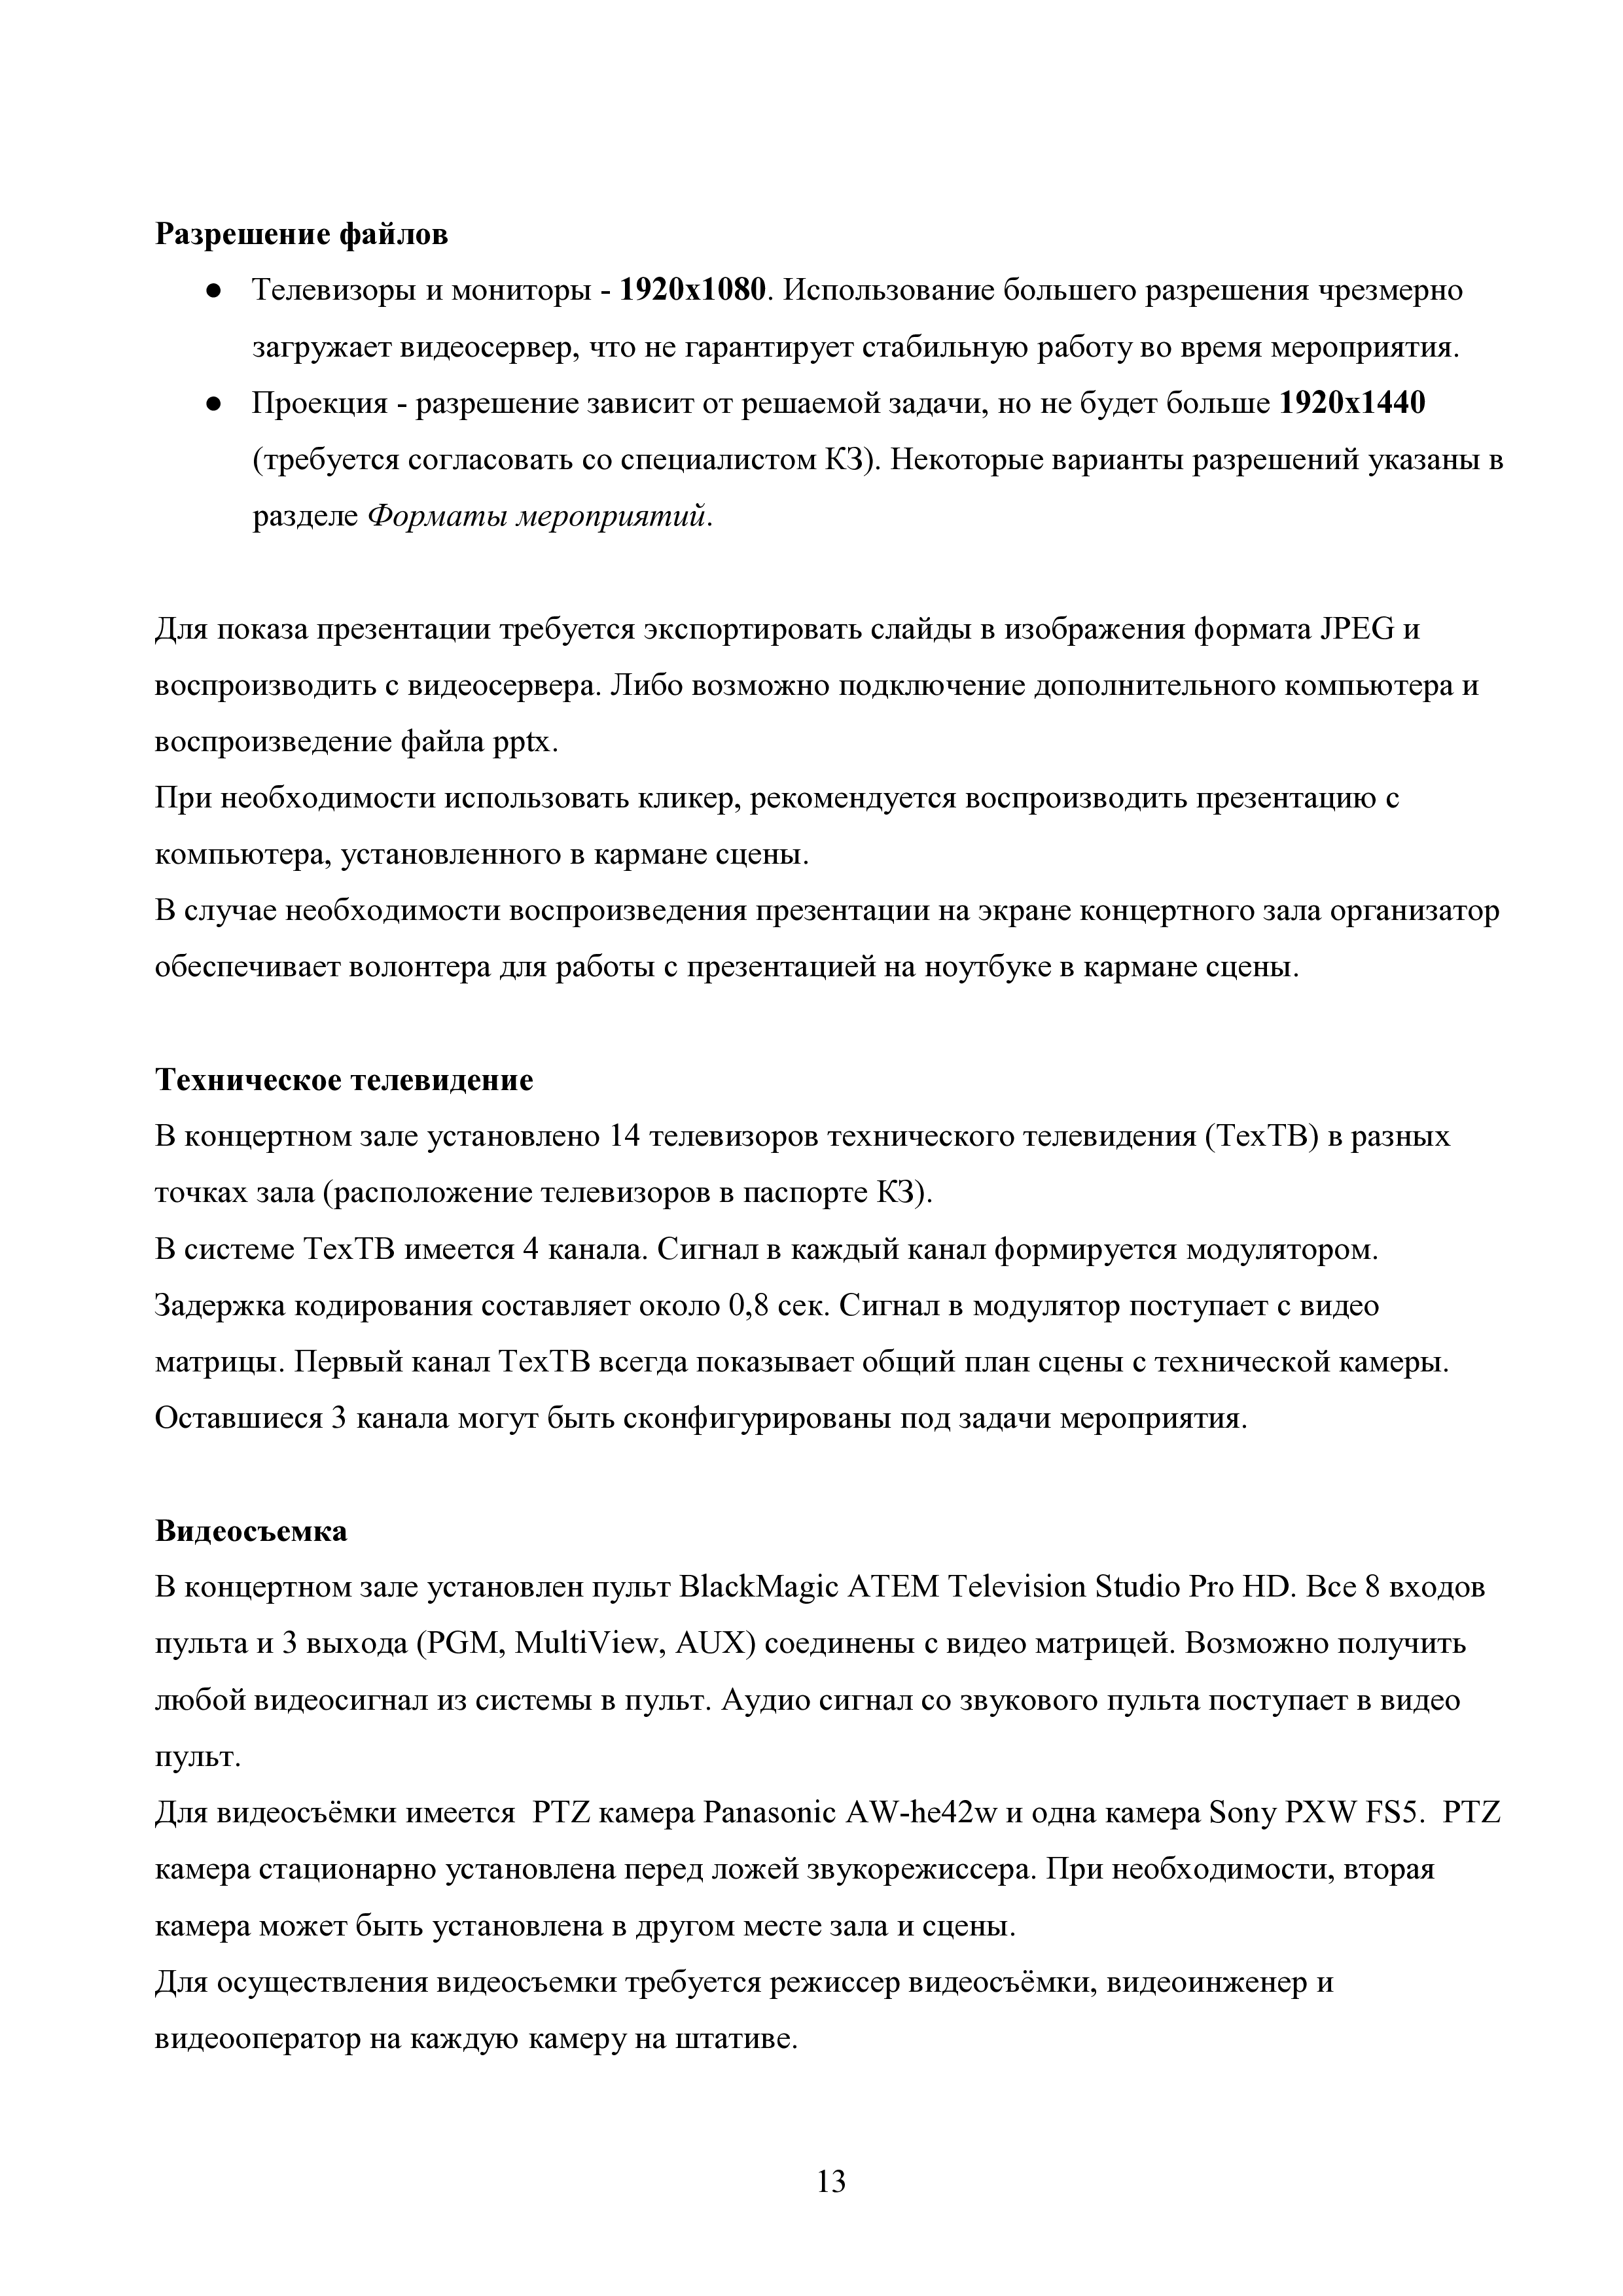 Разрешение файлов
● Телевизоры и мониторы - 1920x1080. Использование большего разрешения чрезмерно
загружает видеосервер, что не гарантирует стабильную работу во время мероприятия.
● Проекция - разрешение зависит от решаемой задачи, но не будет больше 1920x1440
(требуется согласовать со специалистом КЗ). Некоторые варианты разрешений указаны в
разделе Форматы мероприятий.
Для показа презентации требуется экспортировать слайды в изображения формата JPEG и
воспроизводить с видеосервера. Либо возможно подключение дополнительного компьютера и
воспроизведение файла pptx.
При необходимости использовать кликер, рекомендуется воспроизводить презентацию с
компьютера, установленного в кармане сцены.
В случае необходимости воспроизведения презентации на экране концертного зала организатор
обеспечивает волонтера для работы с презентацией на ноутбуке в кармане сцены.
Техническое телевидение
В концертном зале установлено 14 телевизоров технического телевидения (ТехТВ) в разных
точках зала (расположение телевизоров в паспорте КЗ).
В системе ТехТВ имеется 4 канала. Сигнал в каждый канал формируется модулятором.
Задержка кодирования составляет около 0,8 сек. Сигнал в модулятор поступает с видео
матрицы. Первый канал ТехТВ всегда показывает общий план сцены с технической камеры.
Оставшиеся 3 канала могут быть сконфигурированы под задачи мероприятия.
Видеосъемка
В концертном зале установлен пульт BlackMagic ATEM Television Studio Pro HD. Все 8 входов
пульта и 3 выхода (PGM, MultiView, AUX) соединены с видео матрицей. Возможно получить
любой видеосигнал из системы в пульт. Аудио сигнал со звукового пульта поступает в видео
пульт.
Для видеосъёмки имеется  PTZ камера Panasonic AW-he42w и одна камера Sony PXW FS5.  PTZ
камера стационарно установлена перед ложей звукорежиссера. При необходимости, вторая
камера может быть установлена в другом месте зала и сцены.
Для осуществления видеосъемки требуется режиссер видеосъёмки, видеоинженер и
видеооператор на каждую камеру на штативе.
13